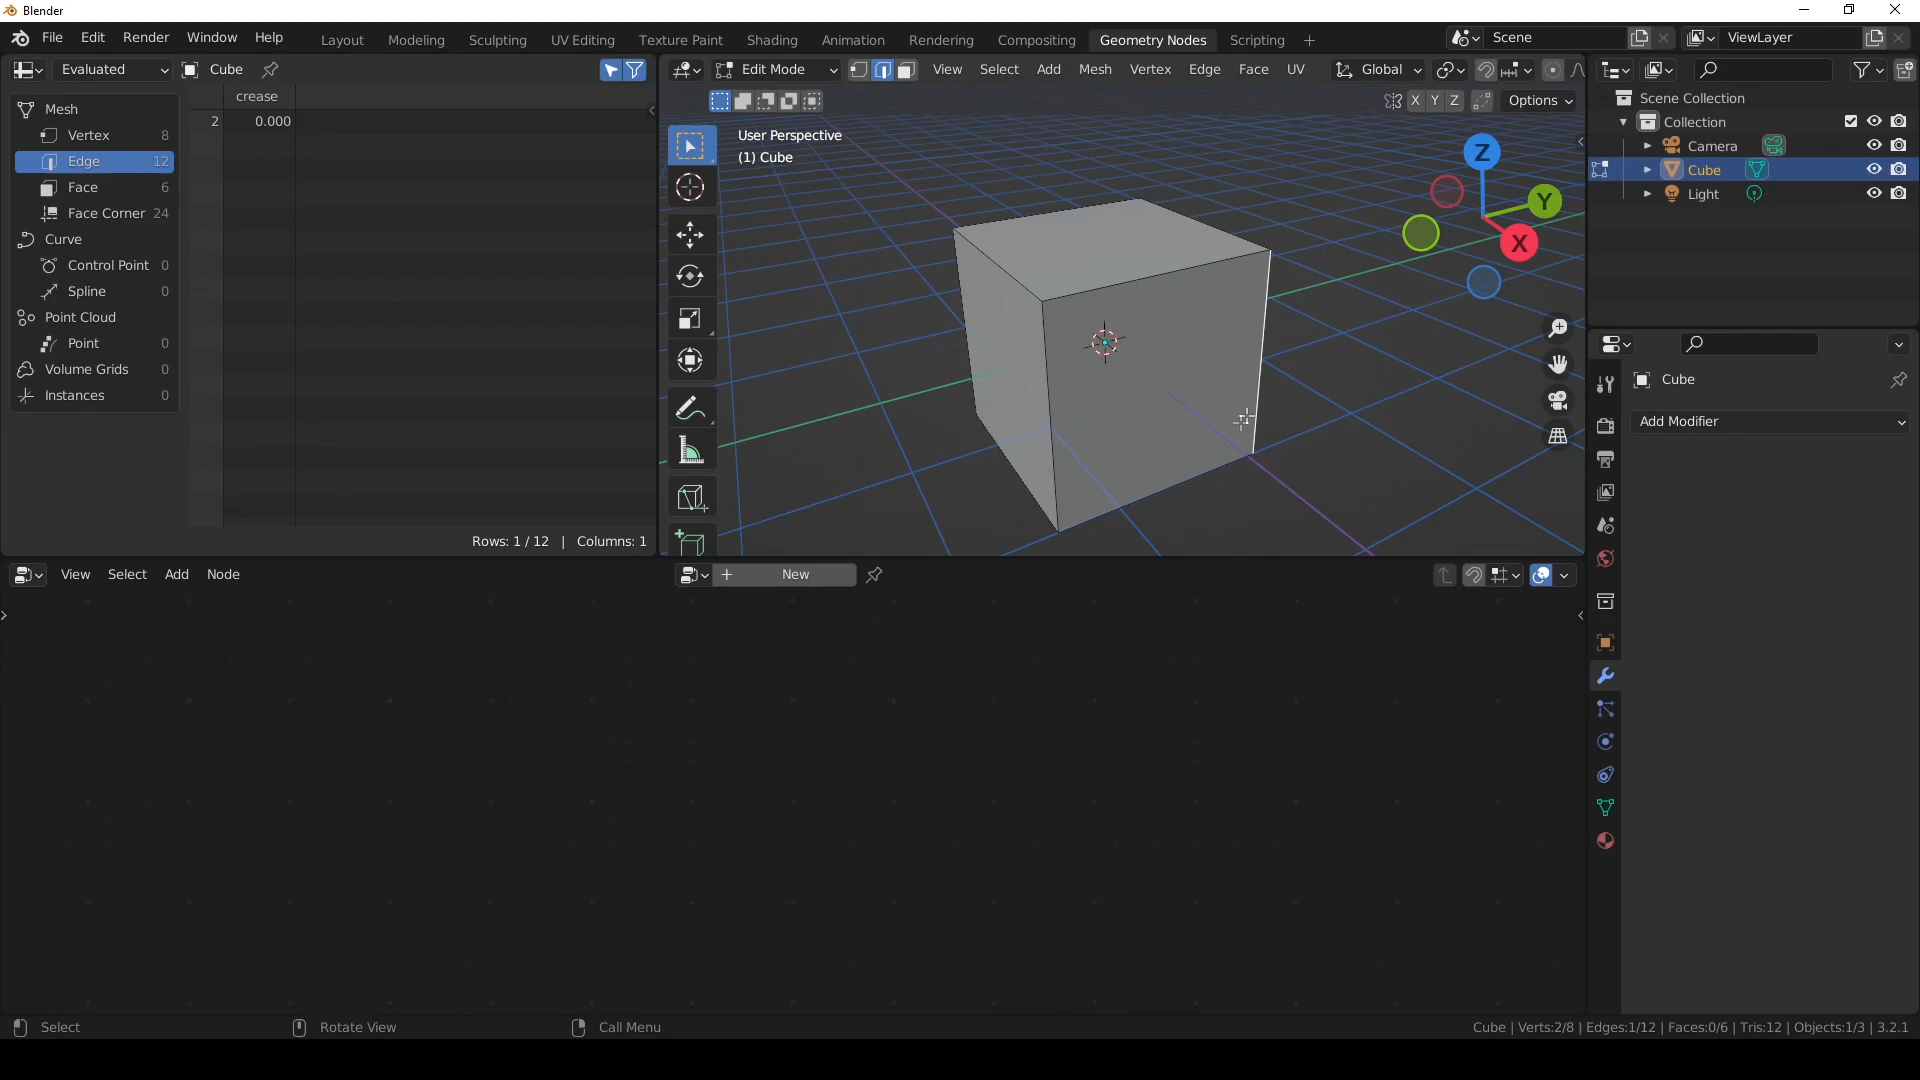 Blender
File Edit Render Window Help Layout Modeling Sculpting UV Editing Texture Paint Shading Animation Rendering Compositing Geometry Nodes Scripting + Scene ViewLayer
Evaluated Cube
Edit Mode View Select Add Mesh Vertex Edge Face UV Global
X Y Z Options
crease
2 0.000
Mesh
Vertex 8
Edge 12
Face 6
Face Corner 24
Curve
Control Point 0
Spline 0
Point Cloud
Point 0
Volume Grids 0
Instances 0
Rows: 1 / 12 | Columns: 1
User Perspective
(1) Cube
Z
Y
X
Scene Collection
Collection
Camera
Cube
Light
Cube
Add Modifier
View Select Add Node
New
Select Rotate View Call Menu
Cube | Verts:2/8 | Edges:1/12 | Faces:0/6 | Tris:12 | Objects:1/3 | 3.2.1